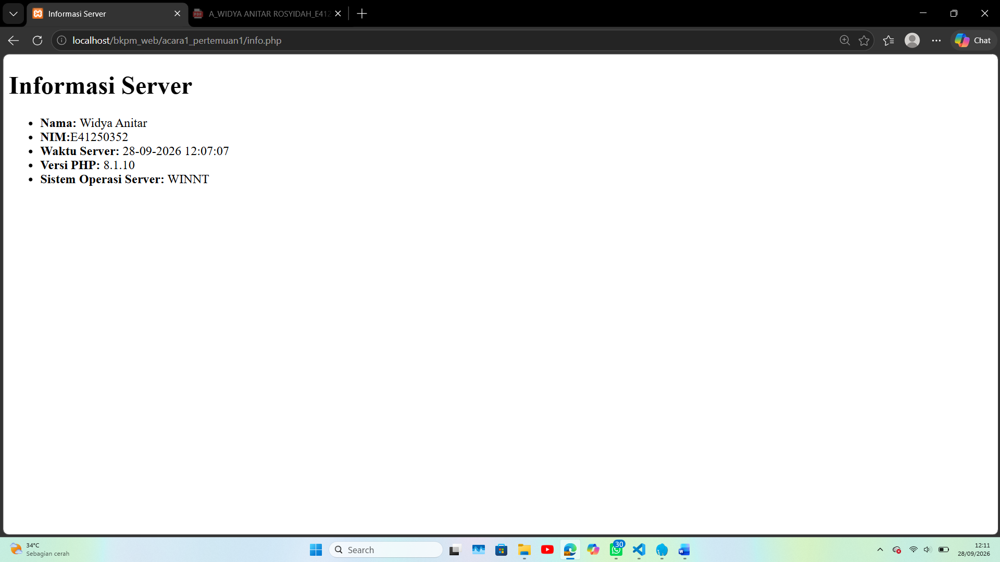 Informasi Server
A_WIDYA ANITAR ROSYIDAH_E412
localhost/bkpm_web/acara1_pertemuan1/info.php
Chat
Informasi Server
Nama: Widya Anitar
NIM:E41250352
Waktu Server: 28-09-2026 12:07:07
Versi PHP: 8.1.10
Sistem Operasi Server: WINNT
34°C
Sebagian cerah
Search
30
12:11
28/09/2026